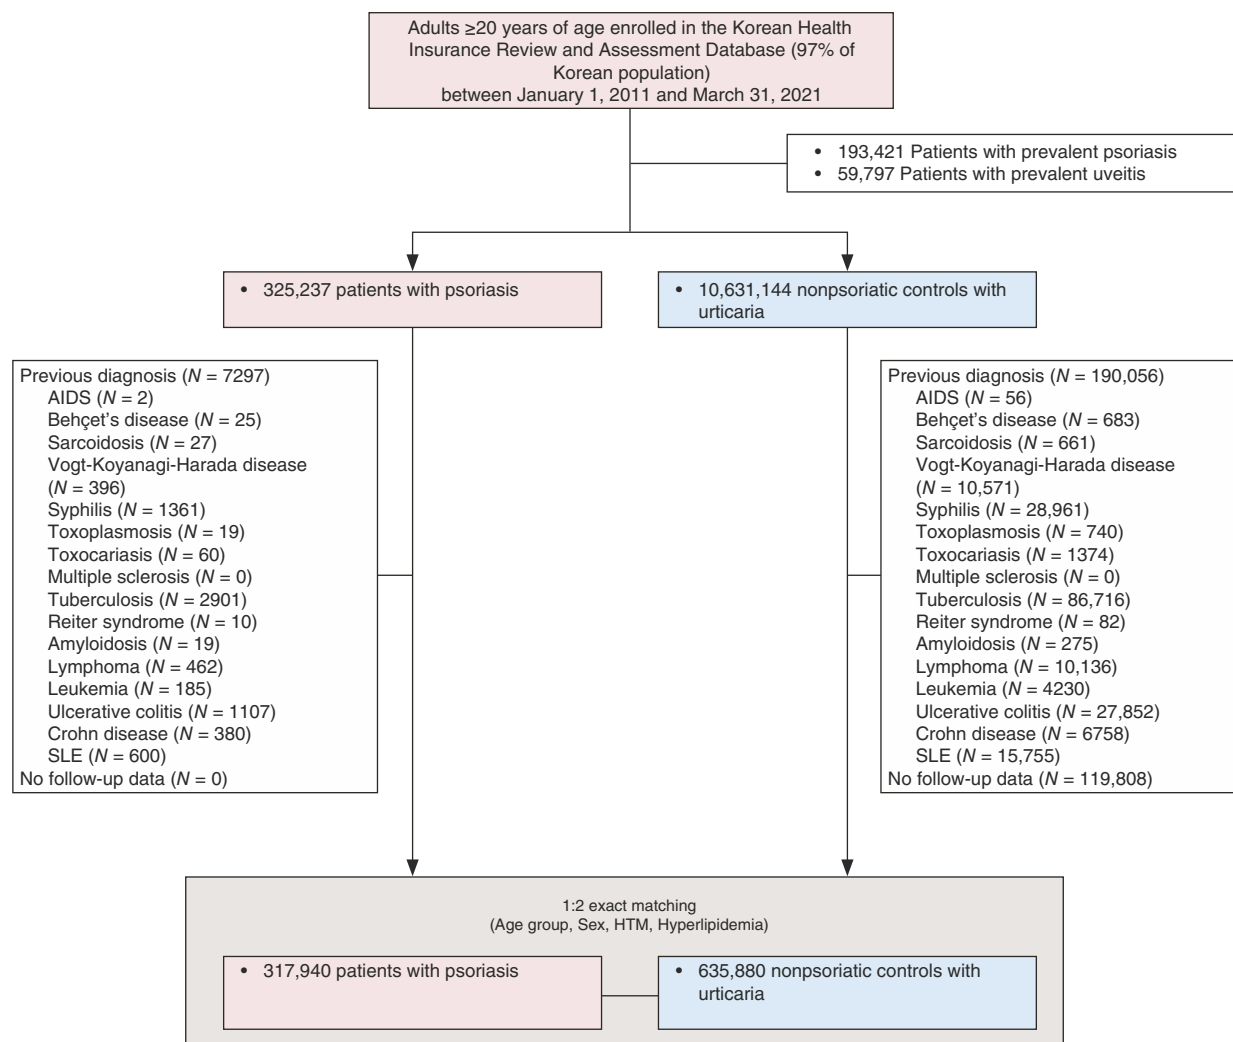 Adults ≥20 years of age enrolled in the Korean Health
Insurance Review and Assessment Database (97% of
Korean population)
between January 1, 2011 and March 31, 2021
• 193,421 Patients with prevalent psoriasis
• 59,797 Patients with prevalent uveitis
• 325,237 patients with psoriasis
• 10,631,144 nonpsoriatic controls with
urticaria
Previous diagnosis (N = 7297)
AIDS (N = 2)
Behçet's disease (N = 25)
Sarcoidosis (N = 27)
Vogt-Koyanagi-Harada disease
(N = 396)
Syphilis (N = 1361)
Toxoplasmosis (N = 19)
Toxocariasis (N = 60)
Multiple sclerosis (N = 0)
Tuberculosis (N = 2901)
Reiter syndrome (N = 10)
Amyloidosis (N = 19)
Lymphoma (N = 462)
Leukemia (N = 185)
Ulcerative colitis (N = 1107)
Crohn disease (N = 380)
SLE (N = 600)
No follow-up data (N = 0)
Previous diagnosis (N = 190,056)
AIDS (N = 56)
Behçet's disease (N = 683)
Sarcoidosis (N = 661)
Vogt-Koyanagi-Harada disease
(N = 10,571)
Syphilis (N = 28,961)
Toxoplasmosis (N = 740)
Toxocariasis (N = 1374)
Multiple sclerosis (N = 0)
Tuberculosis (N = 86,716)
Reiter syndrome (N = 82)
Amyloidosis (N = 275)
Lymphoma (N = 10,136)
Leukemia (N = 4230)
Ulcerative colitis (N = 27,852)
Crohn disease (N = 6758)
SLE (N = 15,755)
No follow-up data (N = 119,808)
1:2 exact matching
(Age group, Sex, HTM, Hyperlipidemia)
• 317,940 patients with psoriasis
• 635,880 nonpsoriatic controls with
urticaria